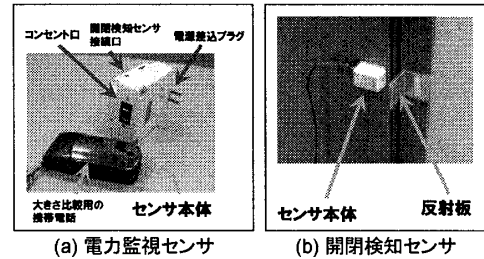 開閉検知センサ
接続口
コンセント口
電源差込プラグ
大きさ比較用の
携帯電話
センサ本体
(a) 電力監視センサ
センサ本体
反射板
(b) 開閉検知センサ